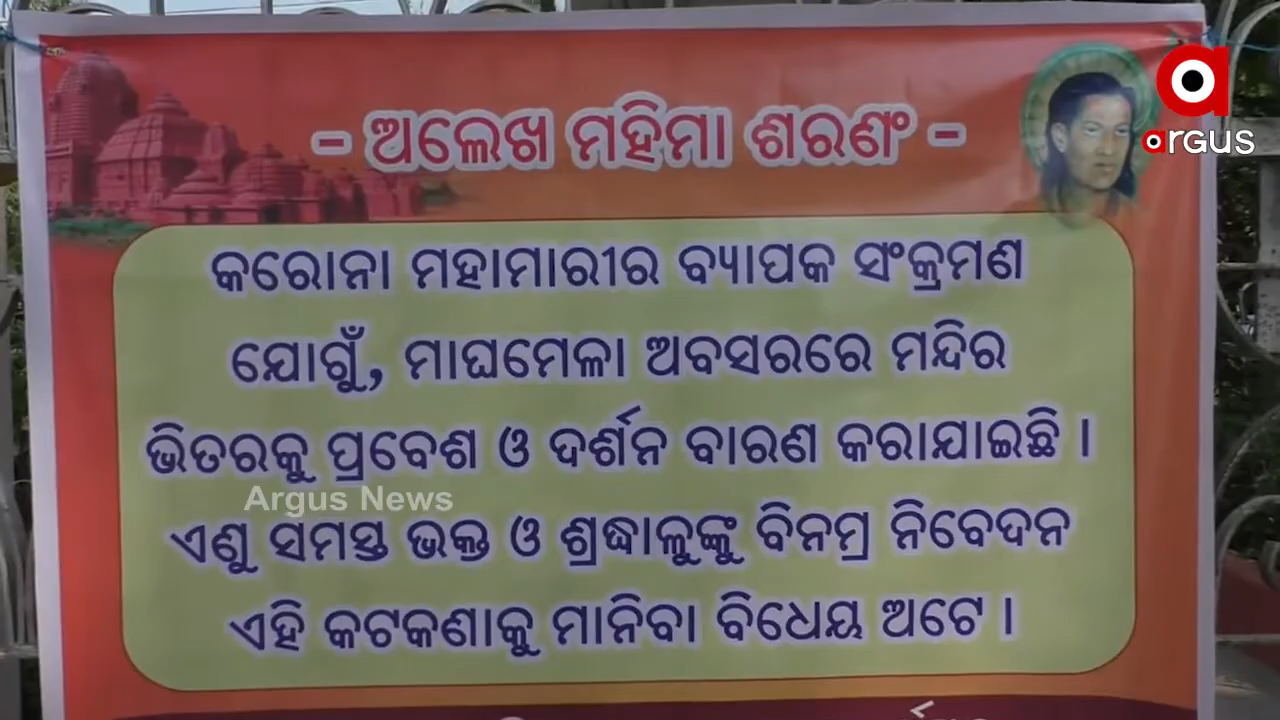 - ଅଲେଖ ମହିମା ଶରଣଂ -
argus
କରୋନା ମହାମାରୀର ବ୍ୟାପକ ସଂକ୍ରମଣ
ଯୋଗୁଁ, ମାଘମେଳା ଅବସରରେ ମନ୍ଦିର
ଭିତରକୁ ପ୍ରବେଶ ଓ ଦର୍ଶନ ବାରଣ କରାଯାଇଛି ।
Argus News
ଏଣୁ ସମସ୍ତ ଭକ୍ତ ଓ ଶ୍ରଦ୍ଧାଳୁଙ୍କୁ ବିନମ୍ର ନିବେଦନ
ଏହି କଟକଣାକୁ ମାନିବା ବିଧେୟ ଅଟେ ।